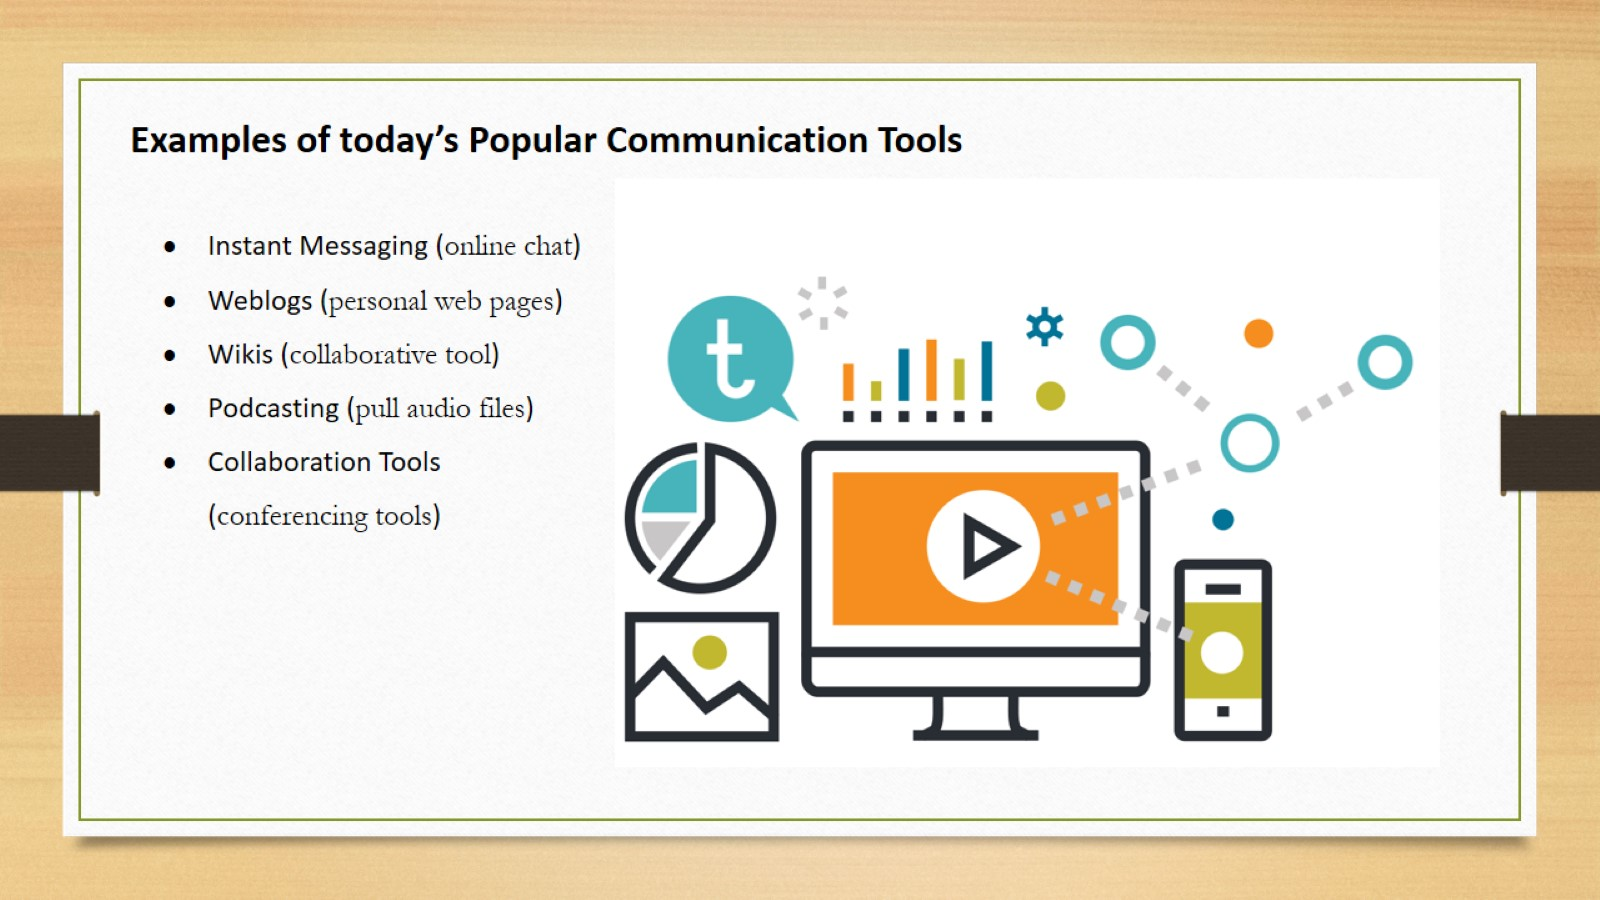 Examples of today’s Popular Communication Tools
● Instant Messaging (online chat)
● Weblogs (personal web pages)
● Wikis (collaborative tool)
● Podcasting (pull audio files)
● Collaboration Tools
(conferencing tools)
t